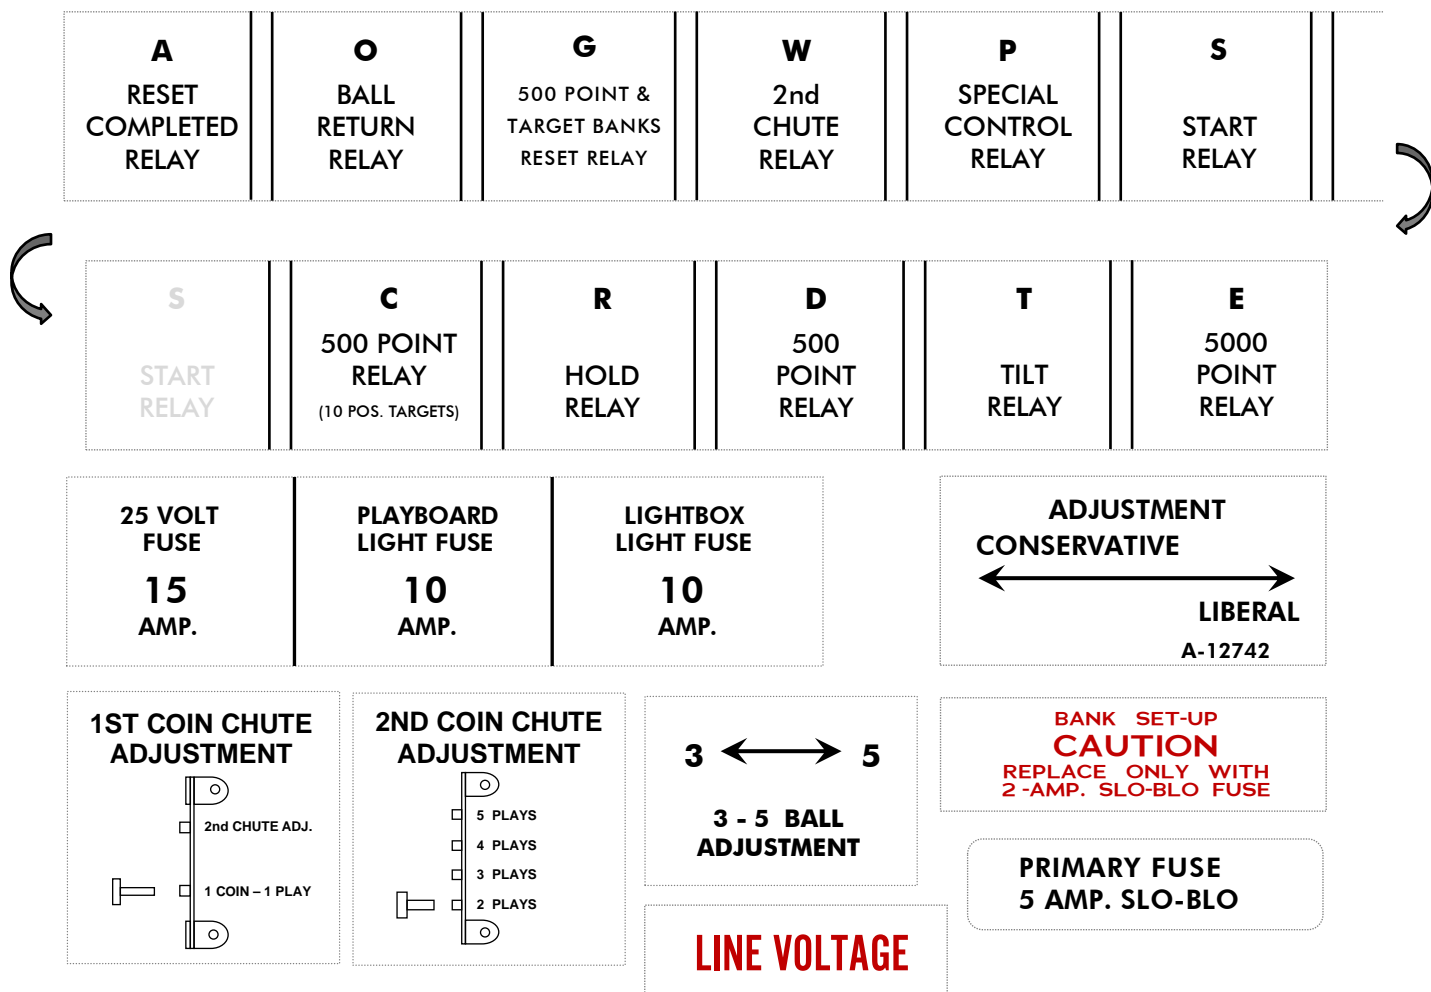 A
RESET
COMPLETED
RELAY
O
BALL
RETURN
RELAY
G
500 POINT &
TARGET BANKS
RESET RELAY
W
2nd
CHUTE
RELAY
P
SPECIAL
CONTROL
RELAY
S
START
RELAY
S
START
RELAY
C
500 POINT
RELAY
(10 POS. TARGETS)
R
HOLD
RELAY
D
500
POINT
RELAY
T
TILT
RELAY
E
5000
POINT
RELAY
25 VOLT
FUSE
15
AMP.
PLAYBOARD
LIGHT FUSE
10
AMP.
LIGHTBOX
LIGHT FUSE
10
AMP.
ADJUSTMENT
CONSERVATIVE
LIBERAL
A-12742
1ST COIN CHUTE
ADJUSTMENT
2nd CHUTE ADJ.
1 COIN – 1 PLAY
2ND COIN CHUTE
ADJUSTMENT
5 PLAYS
4 PLAYS
3 PLAYS
2 PLAYS
3 5
3 - 5 BALL
ADJUSTMENT
BANK SET-UP
CAUTION
REPLACE ONLY WITH
2-AMP. SLO-BLO FUSE
PRIMARY FUSE
5 AMP. SLO-BLO
LINE VOLTAGE